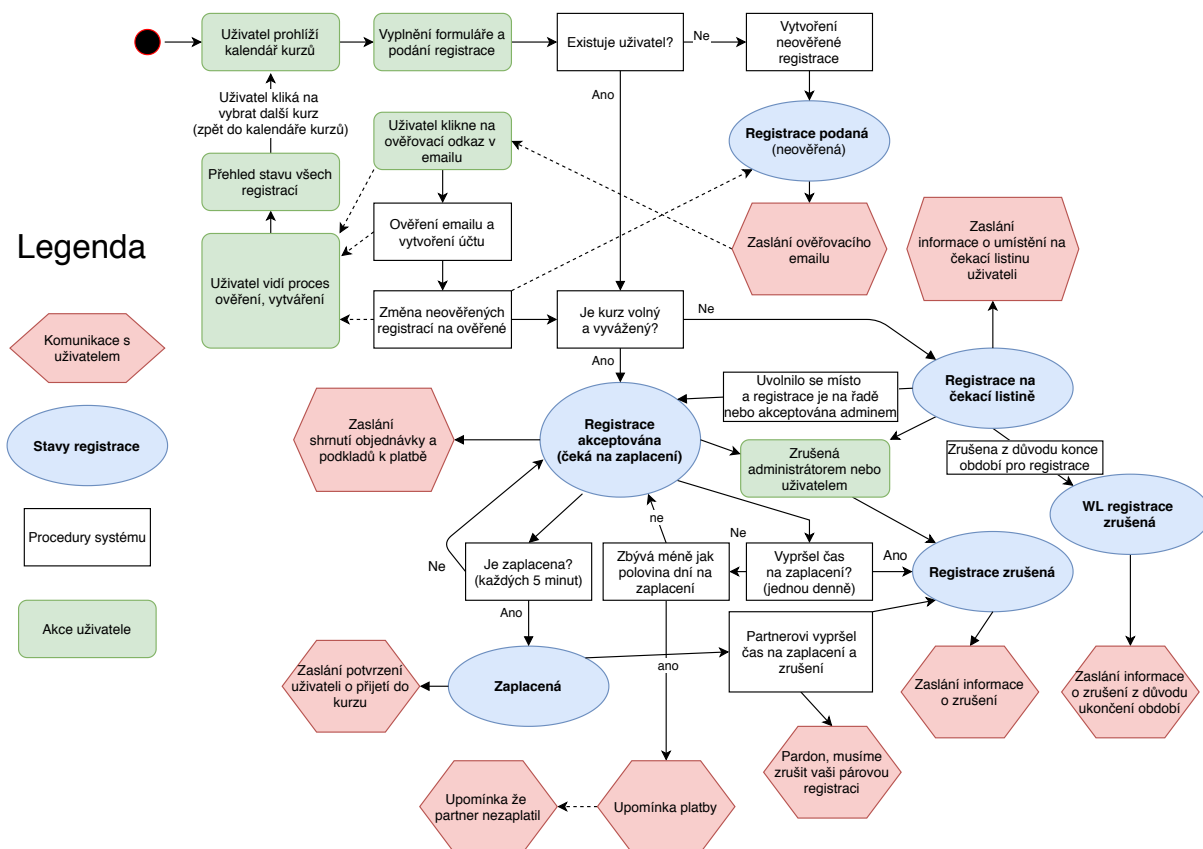 Uživatel prohlíží
kalendář kurzů
Vyplnění formuláře a
podání registrace
Existuje uživatel?
Ne
Vytvoření
neověřené
registrace
Ano
Uživatel kliká na
vybrat další kurz
(zpět do kalendáře kurzů)
Uživatel klikne na
ověřovací odkaz v
emailu
Registrace podaná
(neověřená)
Přehled stavu všech
registrací
Ověření emailu a
vytvoření účtu
Zaslání ověřovacího
emailu
Zaslání
informace o umístění na
čekací listinu
uživateli
Legenda
Uživatel vidí proces
ověření, vytváření
Změna neověřených
registrací na ověřené
Je kurz volný
a vyvážený?
Ne
Ano
Komunikace s
uživatelem
Uvolnilo se místo
a registrace je na řadě
nebo akceptována adminem
Registrace na
čekací listině
Zaslání
shrnutí objednávky a
podkladů k platbě
Registrace
akceptována
(čeká na zaplacení)
Stavy registrace
Zrušená
administrátorem nebo
uživatelem
Zrušena z důvodu konce
období pro registrace
WL registrace
zrušená
Procedury systému
Ne
Je zaplacena?
(každých 5 minut)
ne
Zbývá méně jak
polovina dní na
zaplacení
Ne
Vypršel čas
na zaplacení?
(jednou denně)
Ano
Registrace zrušená
Ano
Akce uživatele
Partnerovi vypršel
čas na zaplacení a
zrušení
ano
Zaslání potvrzení
uživateli o přijetí do
kurzu
Zaplacená
Zaslání informace
o zrušení
Zaslání informace
o zrušení z důvodu
ukončení období
Pardon, musíme
zrušit vaši párovou
registraci
Upomínka že
partner nezaplatil
Upomínka platby